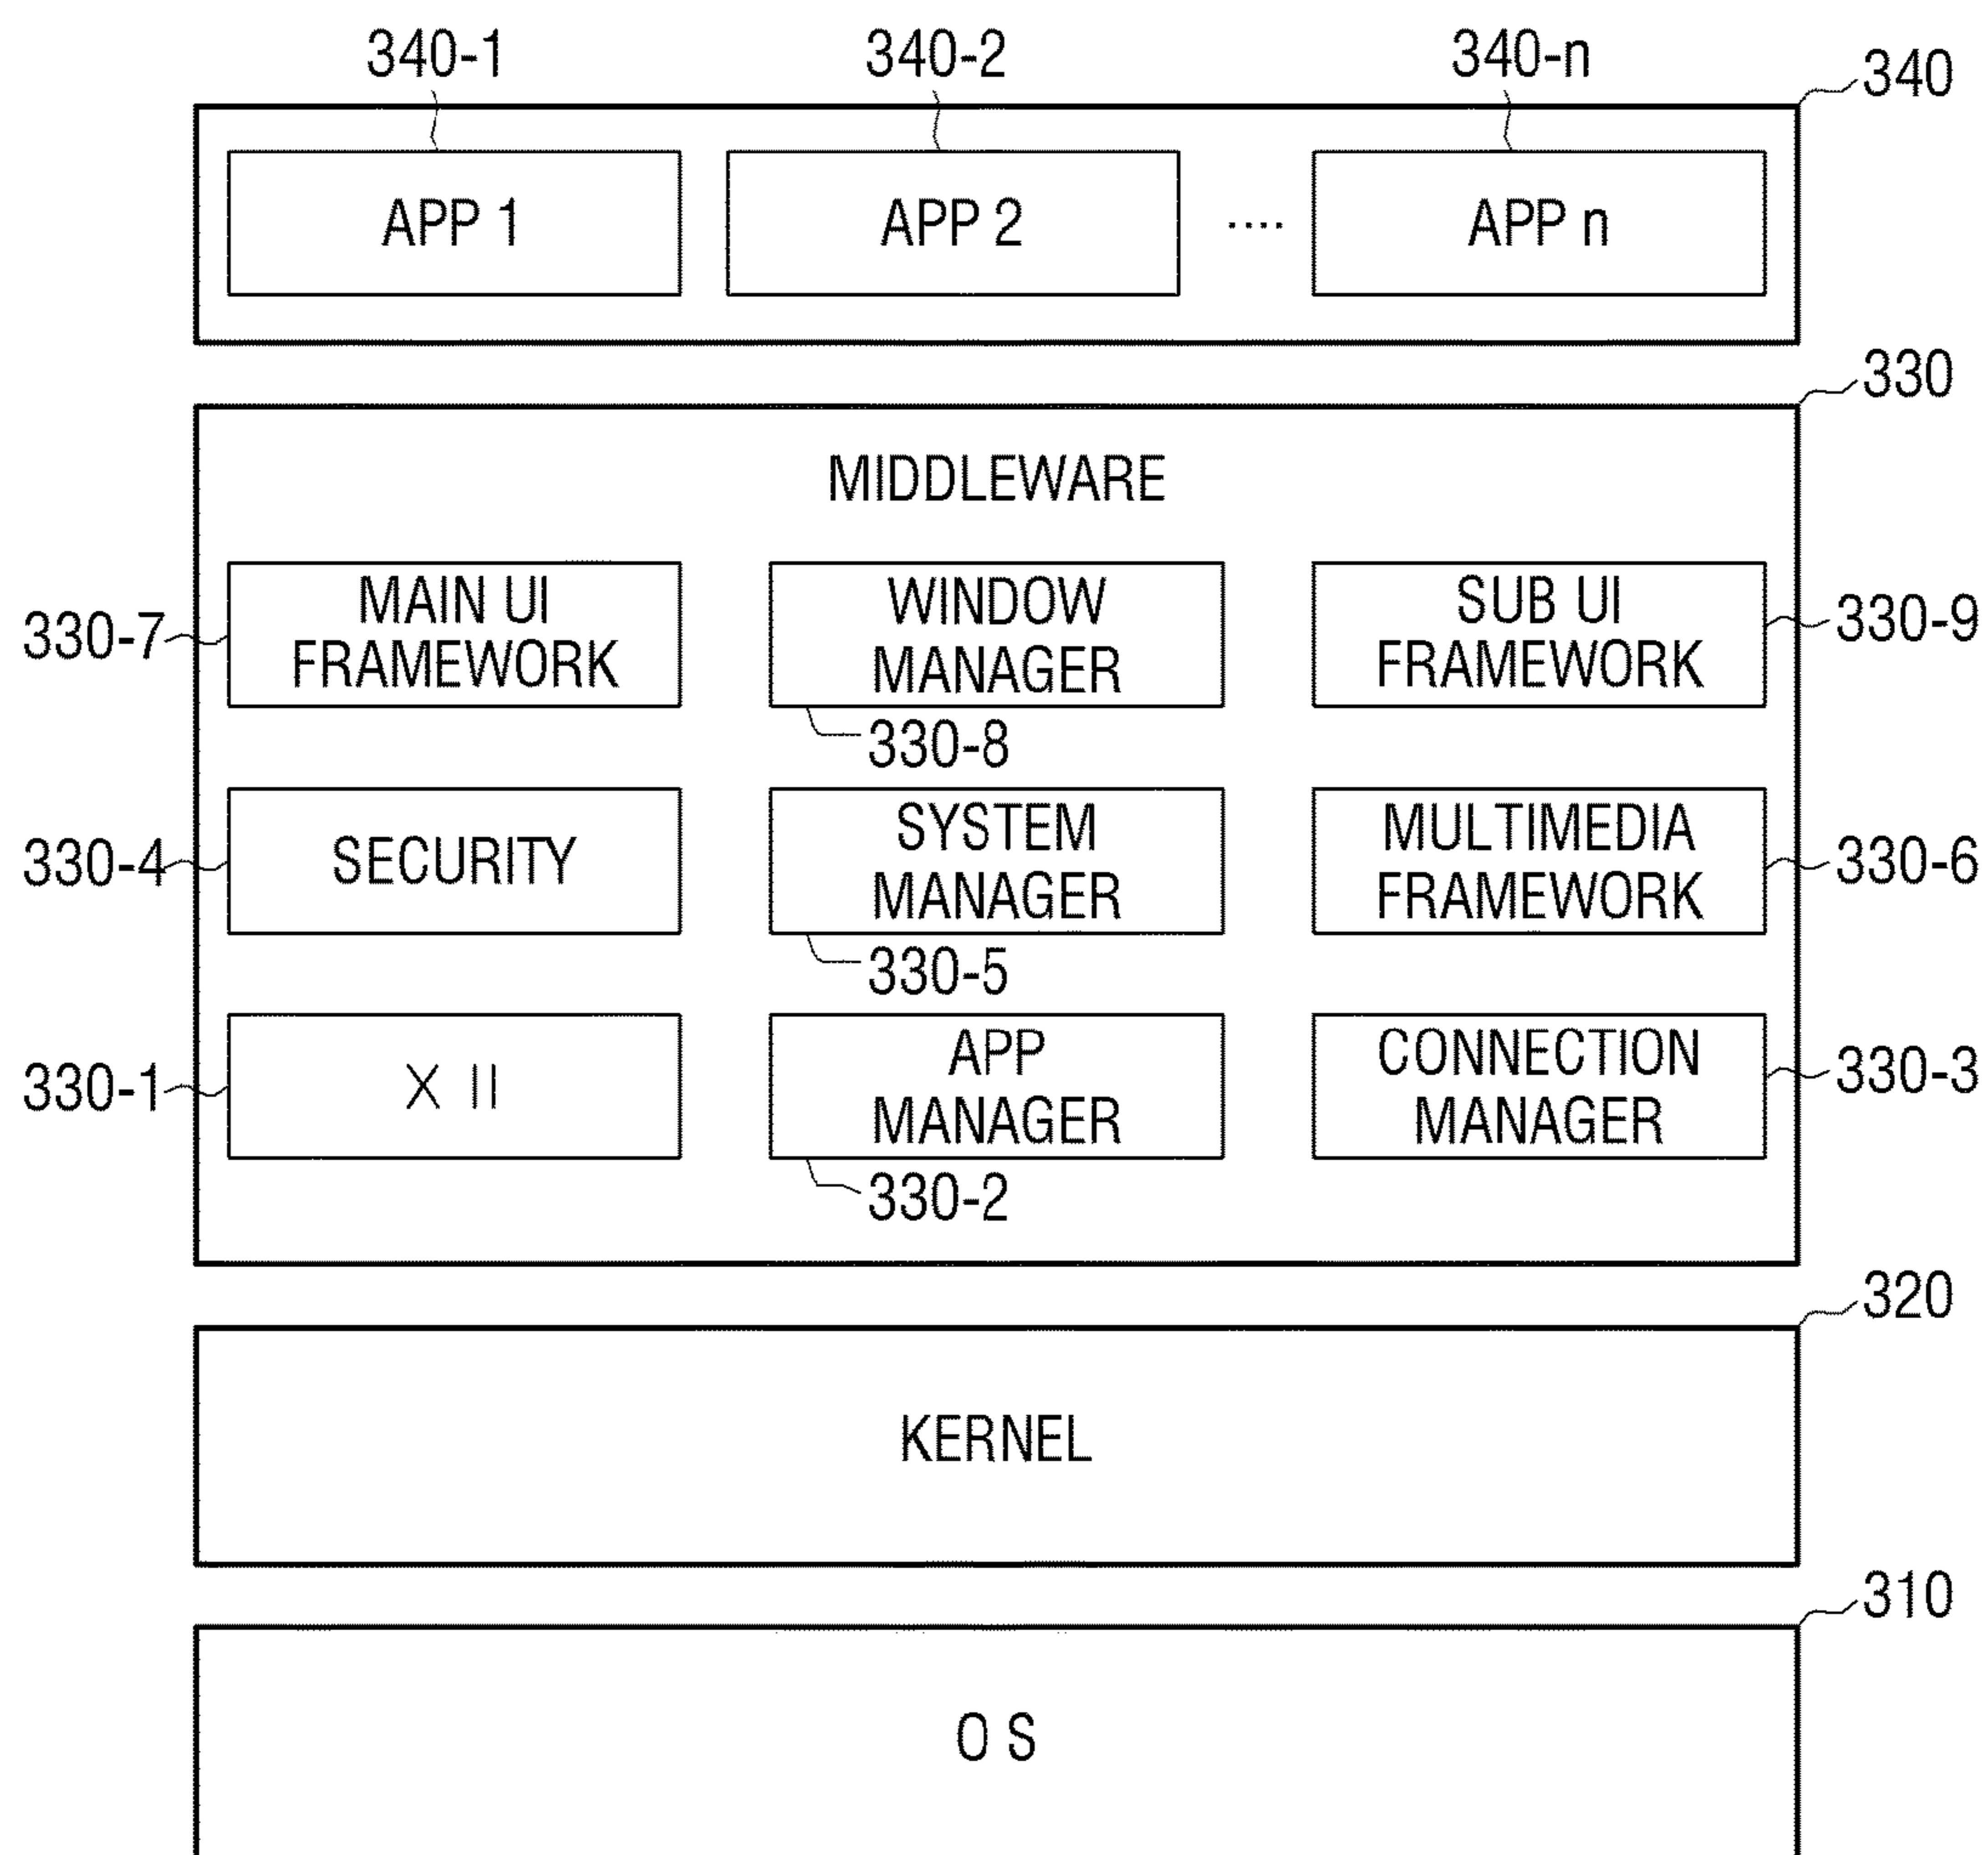 340-1 340-2 340-n
340
APP 1 APP 2 .... APP n
330
MIDDLEWARE
MAIN UI
FRAMEWORK
330-7
WINDOW
MANAGER
330-8
SUB UI
FRAMEWORK
330-9
SECURITY
330-4
SYSTEM
MANAGER
330-5
MULTIMEDIA
FRAMEWORK
330-6
X II
330-1
APP
MANAGER
330-2
CONNECTION
MANAGER
330-3
320
KERNEL
310
O S